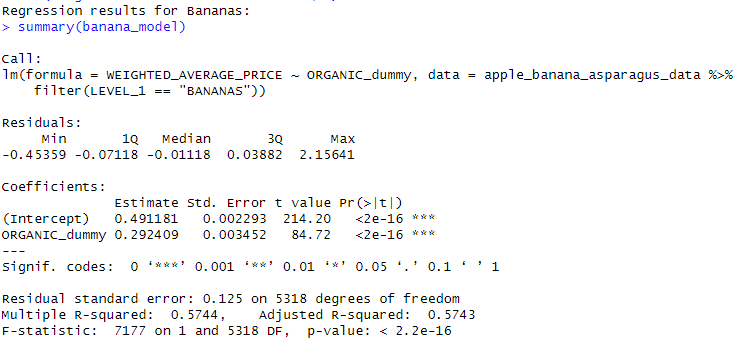 Regression results for Bananas:
> summary(banana_model)
Call:
lm(formula = WEIGHTED_AVERAGE_PRICE ~ ORGANIC_dummy, data = apple_banana_asparagus_data %>%
    filter(LEVEL_1 == "BANANAS"))
Residuals:
     Min       1Q   Median       3Q      Max
-0.45359 -0.07118 -0.01118  0.03882  2.15641
Coefficients:
              Estimate Std. Error t value Pr(>|t|)
(Intercept)   0.491181   0.002293  214.20   <2e-16 ***
ORGANIC_dummy 0.292409   0.003452   84.72   <2e-16 ***
---
Signif. codes:  0 ‘***’ 0.001 ‘**’ 0.01 ‘*’ 0.05 ‘.’ 0.1 ‘ ’ 1
Residual standard error: 0.125 on 5318 degrees of freedom
Multiple R-squared:  0.5744,    Adjusted R-squared:  0.5743
F-statistic:  7177 on 1 and 5318 DF,  p-value: < 2.2e-16